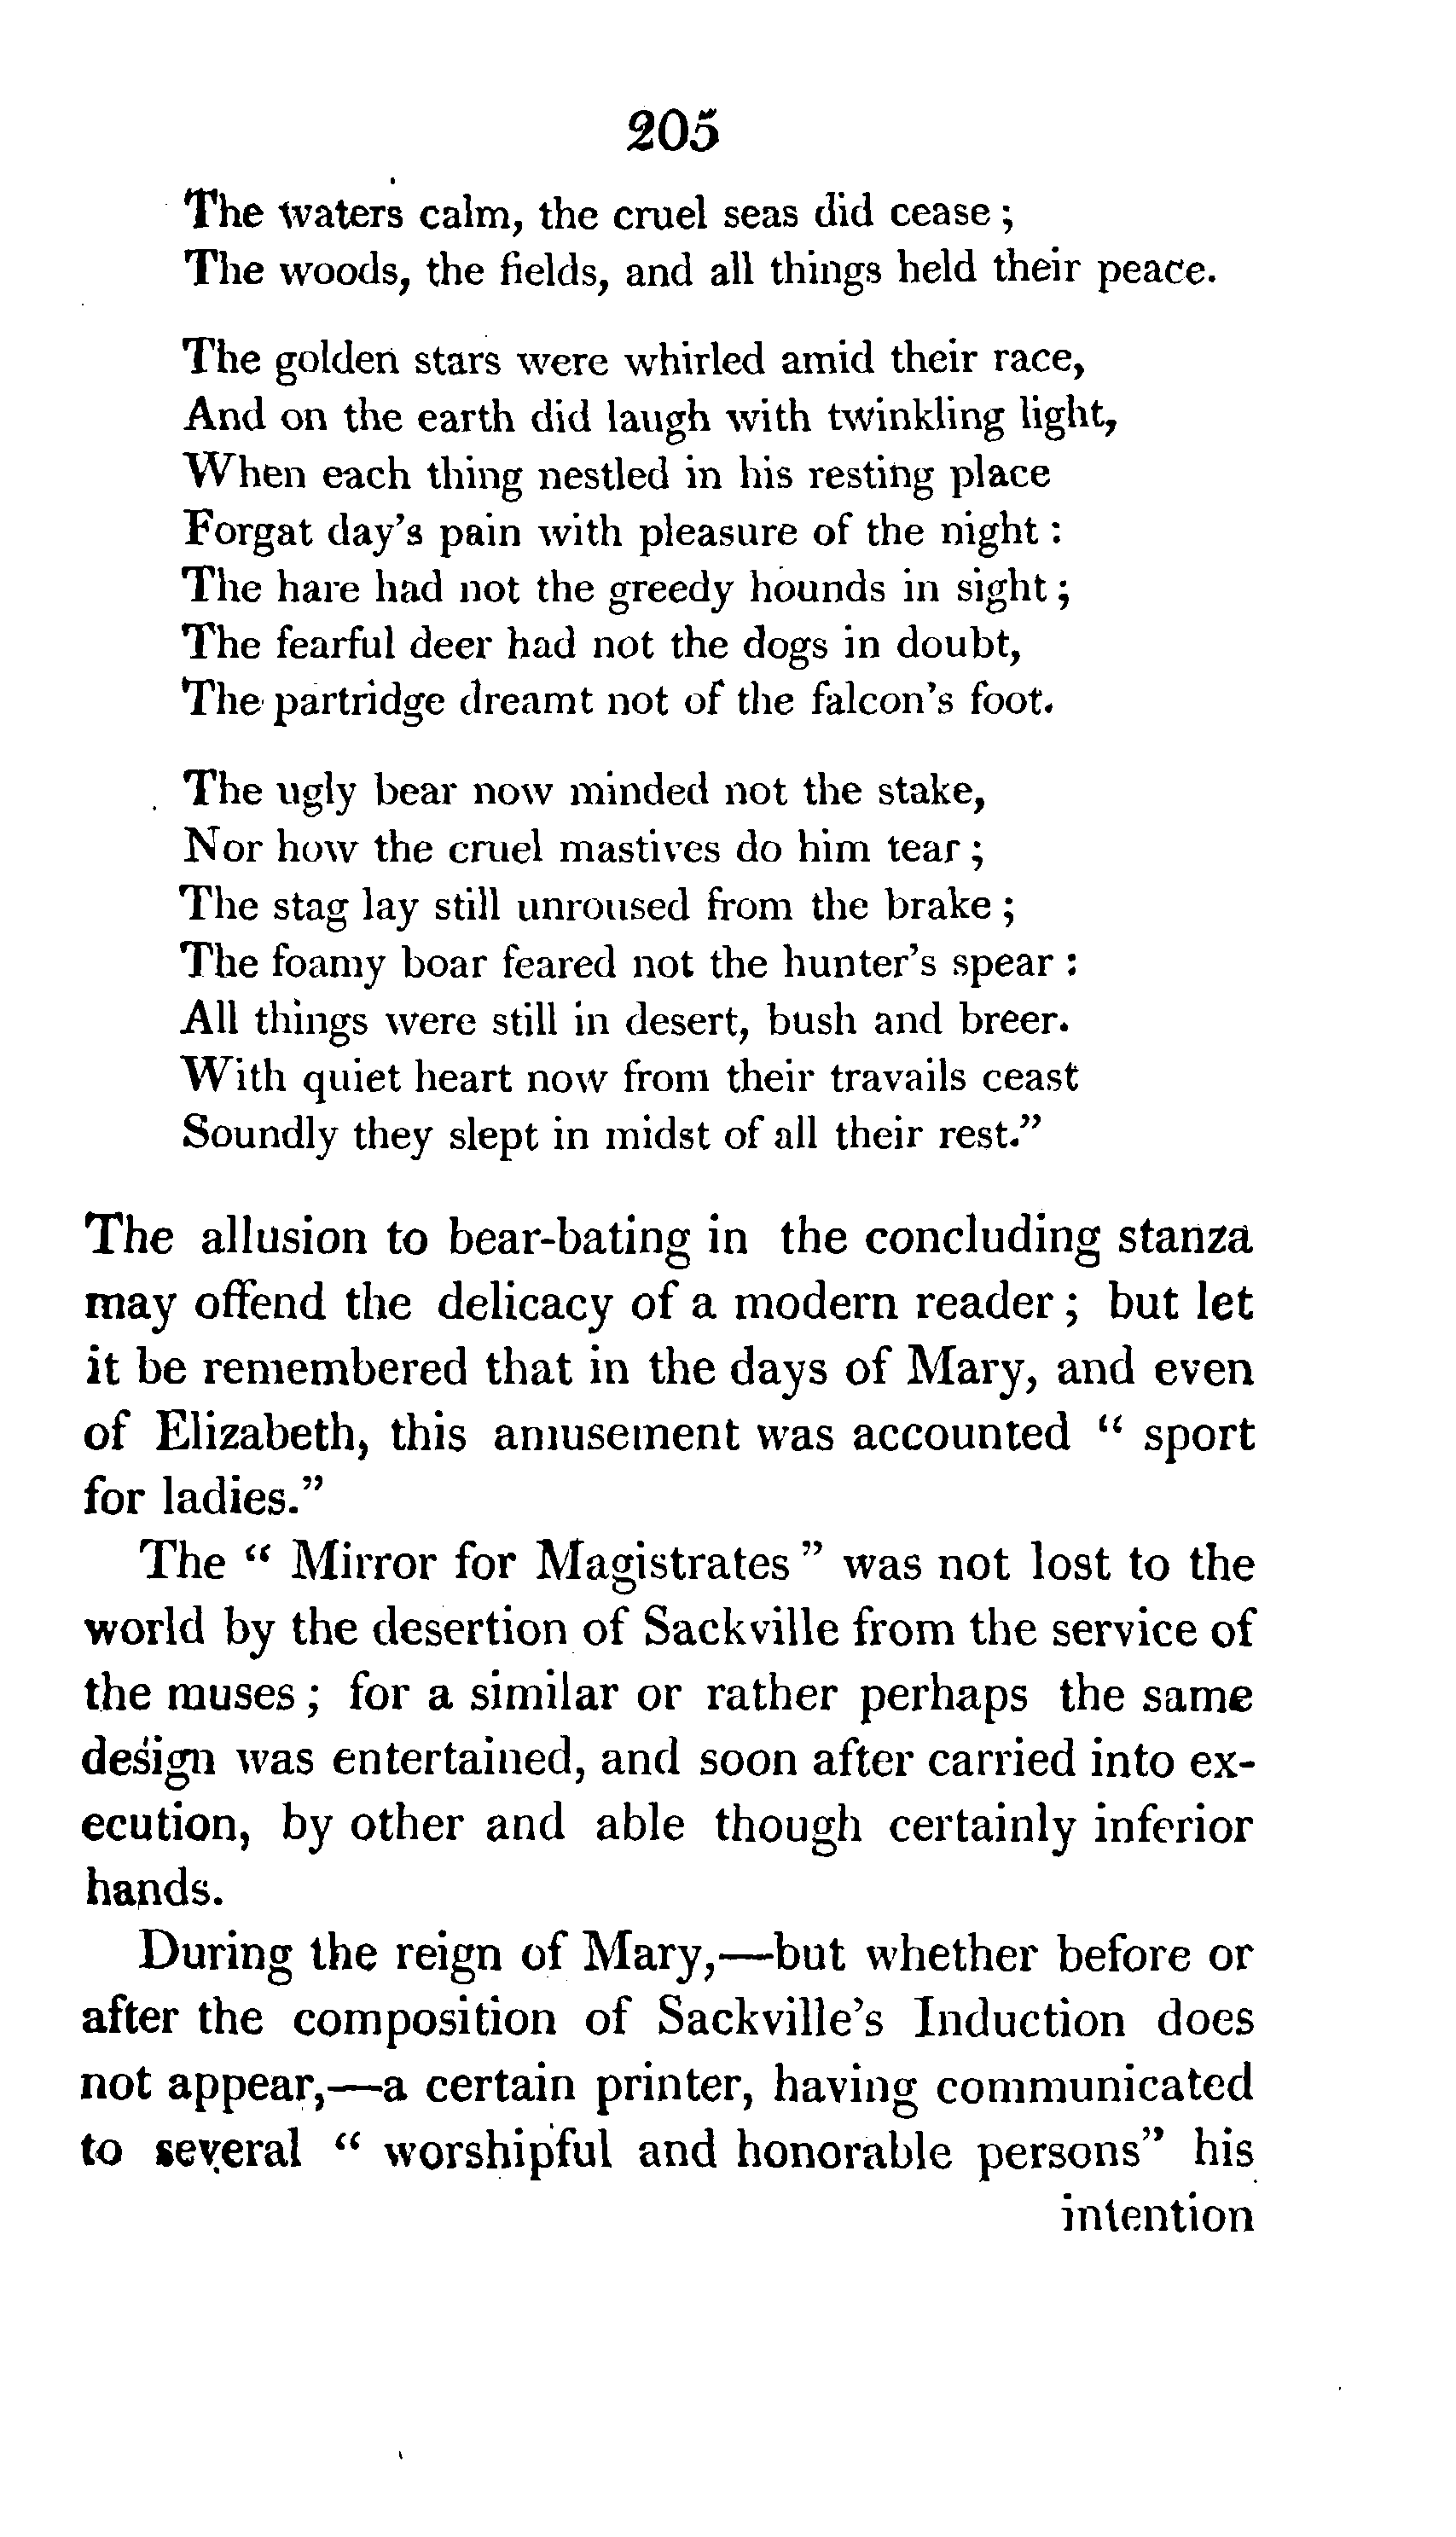 205
The waters calm, the cruel seas did cease ;
The woods, the fields, and all things held their peace.
The golden stars were whirled amid their race,
And on the earth did laugh with twinkling light,
When each thing nestled in his resting place
Forgat day's pain with pleasure of the night :
The hare had not the greedy hounds in sight ;
The fearful deer had not the dogs in doubt,
The partridge dreamt not of the falcon's foot.
The ugly bear now minded not the stake,
Nor how the cruel mastives do him tear ;
The stag lay still unroused from the brake ;
The foamy boar feared not the hunter's spear :
All things were still in desert, bush and breer.
With quiet heart now from their travails ceast
Soundly they slept in midst of all their rest.”
The allusion to bear-bating in the concluding stanza
may offend the delicacy of a modern reader ; but let
it be remembered that in the days of Mary, and even
of Elizabeth, this amusement was accounted “ sport
for ladies.”
The “ Mirror for Magistrates ” was not lost to the
world by the desertion of Sackville from the service of
the muses ; for a similar or rather perhaps the same
design was entertained, and soon after carried into ex-
ecution, by other and able though certainly inferior
hands.
During the reign of Mary,—but whether before or
after the composition of Sackville's Induction does
not appear,—a certain printer, having communicated
to several “ worshipful and honorable persons” his
intention